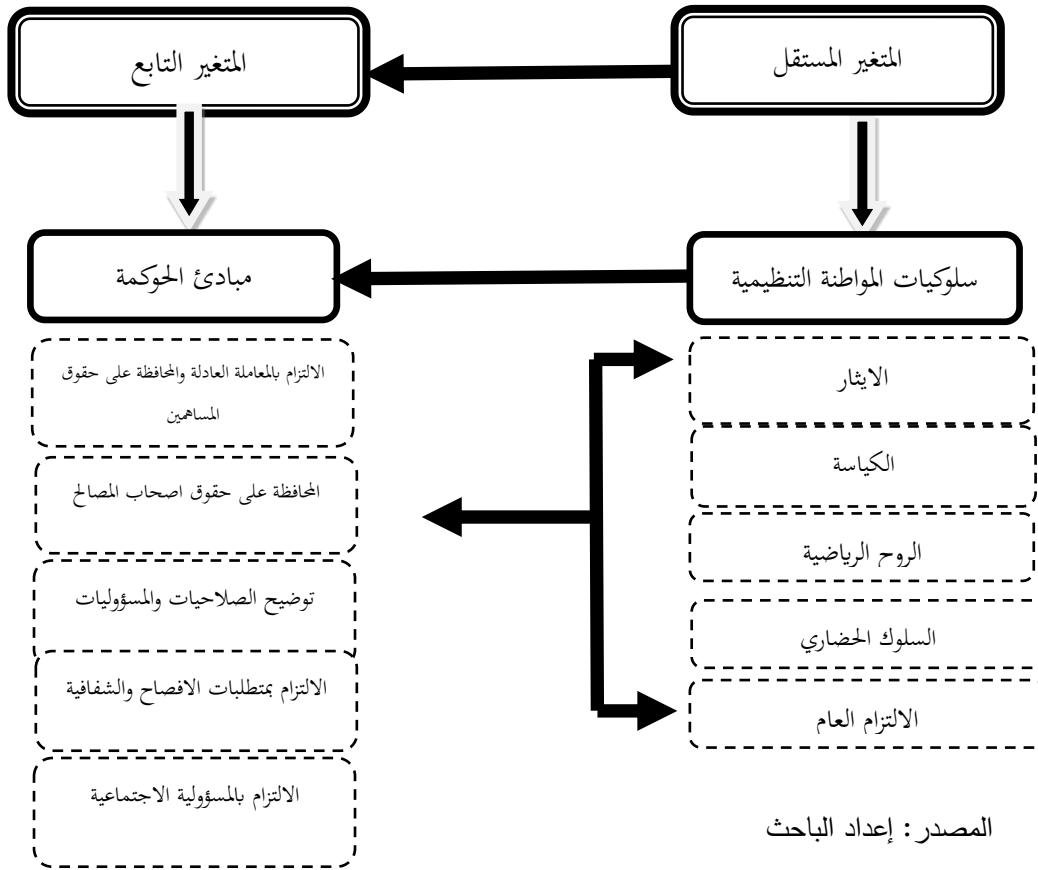 المتغير المستقل
المتغير التابع
سلوكيات المواطنة التنظيمية
مبادئ الحوكمة
الايثار
الكياسة
الروح الرياضية
السلوك الحضاري
الالتزام العام
الالتزام بالمعاملة العادلة والمحافظة على حقوق
المساهمين
المحافظة على حقوق اصحاب المصالح
توضيح الصلاحيات والمسؤوليات
الالتزام بمتطلبات الافصاح والشفافية
الالتزام بالمسؤولية الاجتماعية
المصدر : إعداد الباحث